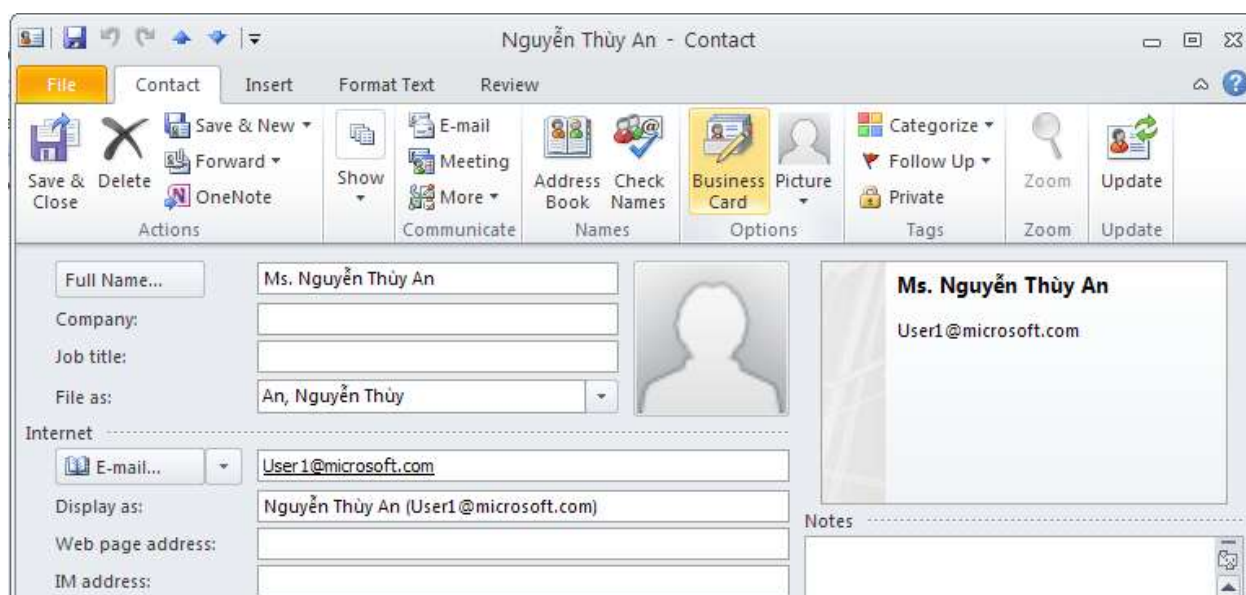 Nguyễn Thùy An - Contact
File Contact Insert Format Text Review
Save & Close
Delete
Save & New
Forward
OneNote
Actions
Show
E-mail
Meeting
More
Communicate
Address Book
Check Names
Names
Business Card
Picture
Options
Categorize
Follow Up
Private
Tags
Zoom
Zoom
Update
Update
Full Name... Ms. Nguyễn Thùy An
Company:
Job title:
File as: An, Nguyễn Thùy
Internet
E-mail... User1@microsoft.com
Display as: Nguyễn Thùy An (User1@microsoft.com)
Web page address:
IM address:
Ms. Nguyễn Thùy An
User1@microsoft.com
Notes